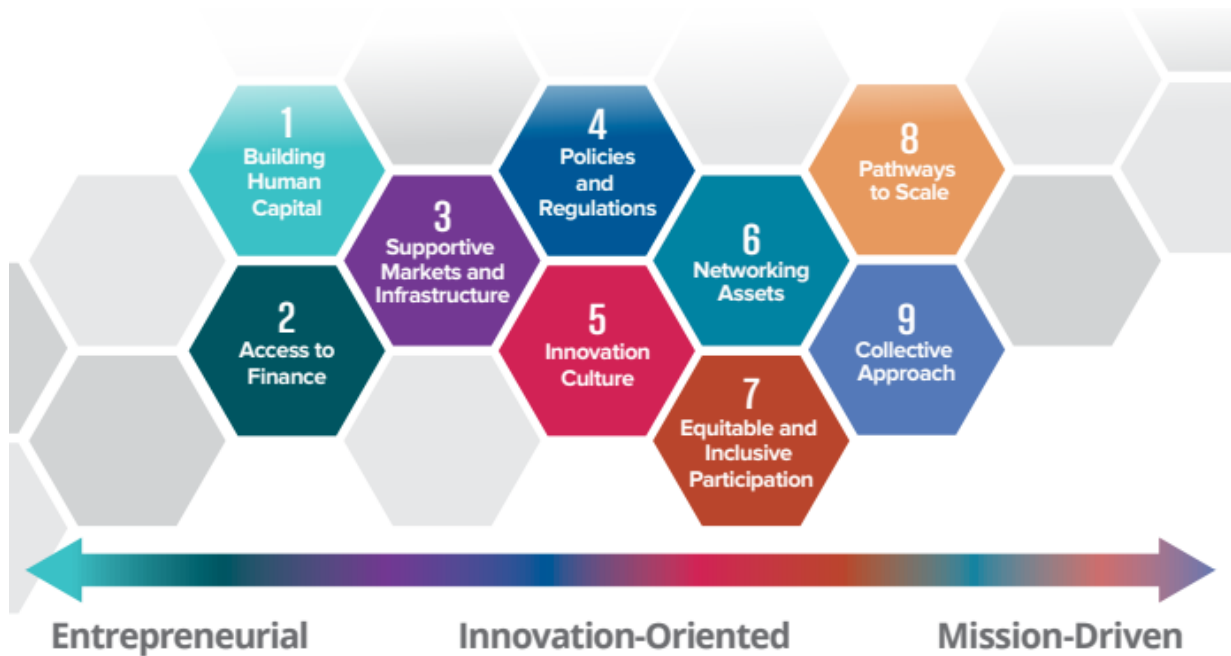 1
Building
Human
Capital
2
Access to
Finance
3
Supportive
Markets and
Infrastructure
4
Policies
and
Regulations
5
Innovation
Culture
6
Networking
Assets
7
Equitable and
Inclusive
Participation
8
Pathways
to Scale
9
Collective
Approach
Entrepreneurial
Innovation-Oriented
Mission-Driven